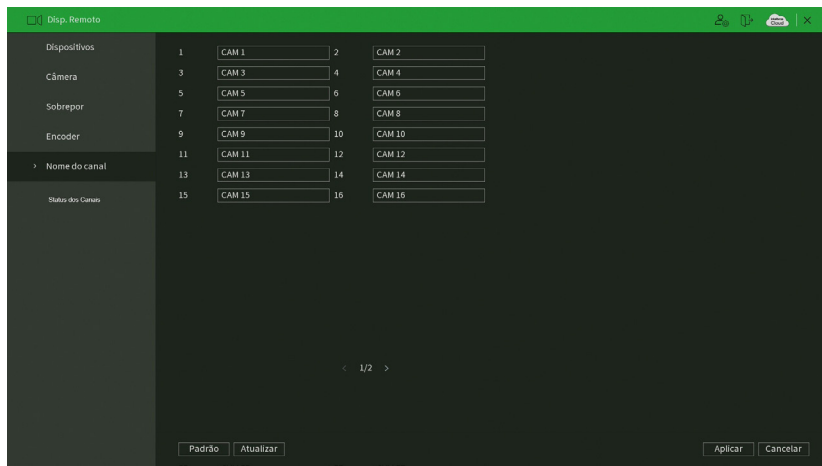 Disp. Remoto
Cloud
Dispositivos
Câmera
Sobrepor
Encoder
Nome do canal
Status dos Canais
1 CAM 1 2 CAM 2
3 CAM 3 4 CAM 4
5 CAM 5 6 CAM 6
7 CAM 7 8 CAM 8
9 CAM 9 10 CAM 10
11 CAM 11 12 CAM 12
13 CAM 13 14 CAM 14
15 CAM 15 16 CAM 16
< 1/2 >
Padrão Atualizar Aplicar Cancelar